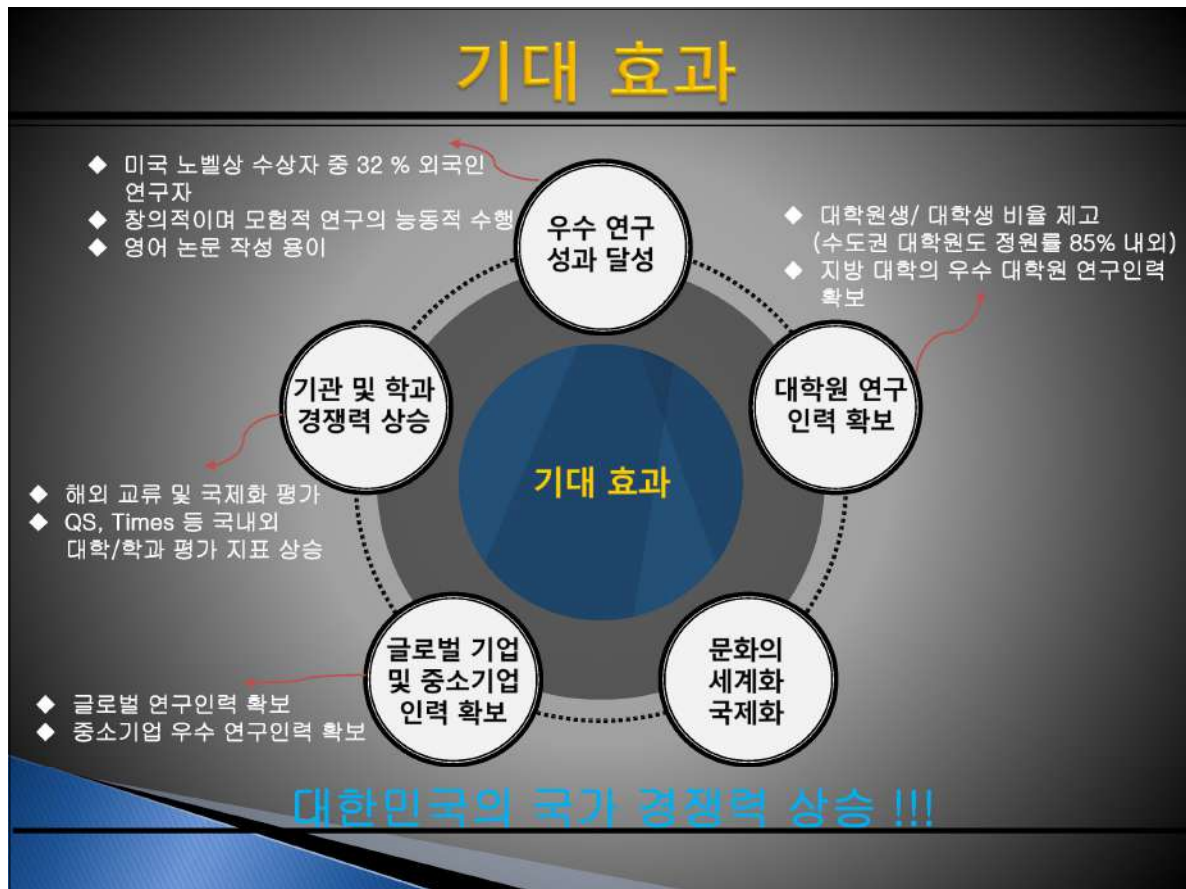 기대 효과
◆ 미국 노벨상 수상자 중 32 % 외국인
연구자
◆ 창의적이며 모험적 연구의 능동적 수행
◆ 영어 논문 작성 용이
우수 연구
성과 달성
◆ 대학원생/ 대학생 비율 제고
(수도권 대학원도 정원률 85% 내외)
◆ 지방 대학의 우수 대학원 연구인력
확보
기관 및 학과
경쟁력 상승
대학원 연구
인력 확보
기대 효과
◆ 해외 교류 및 국제화 평가
◆ QS, Times 등 국내외
대학/학과 평가 지표 상승
글로벌 기업
및 중소기업
인력 확보
문화의
세계화
국제화
◆ 글로벌 연구인력 확보
◆ 중소기업 우수 연구인력 확보
대한민국의 국가 경쟁력 상승 !!!